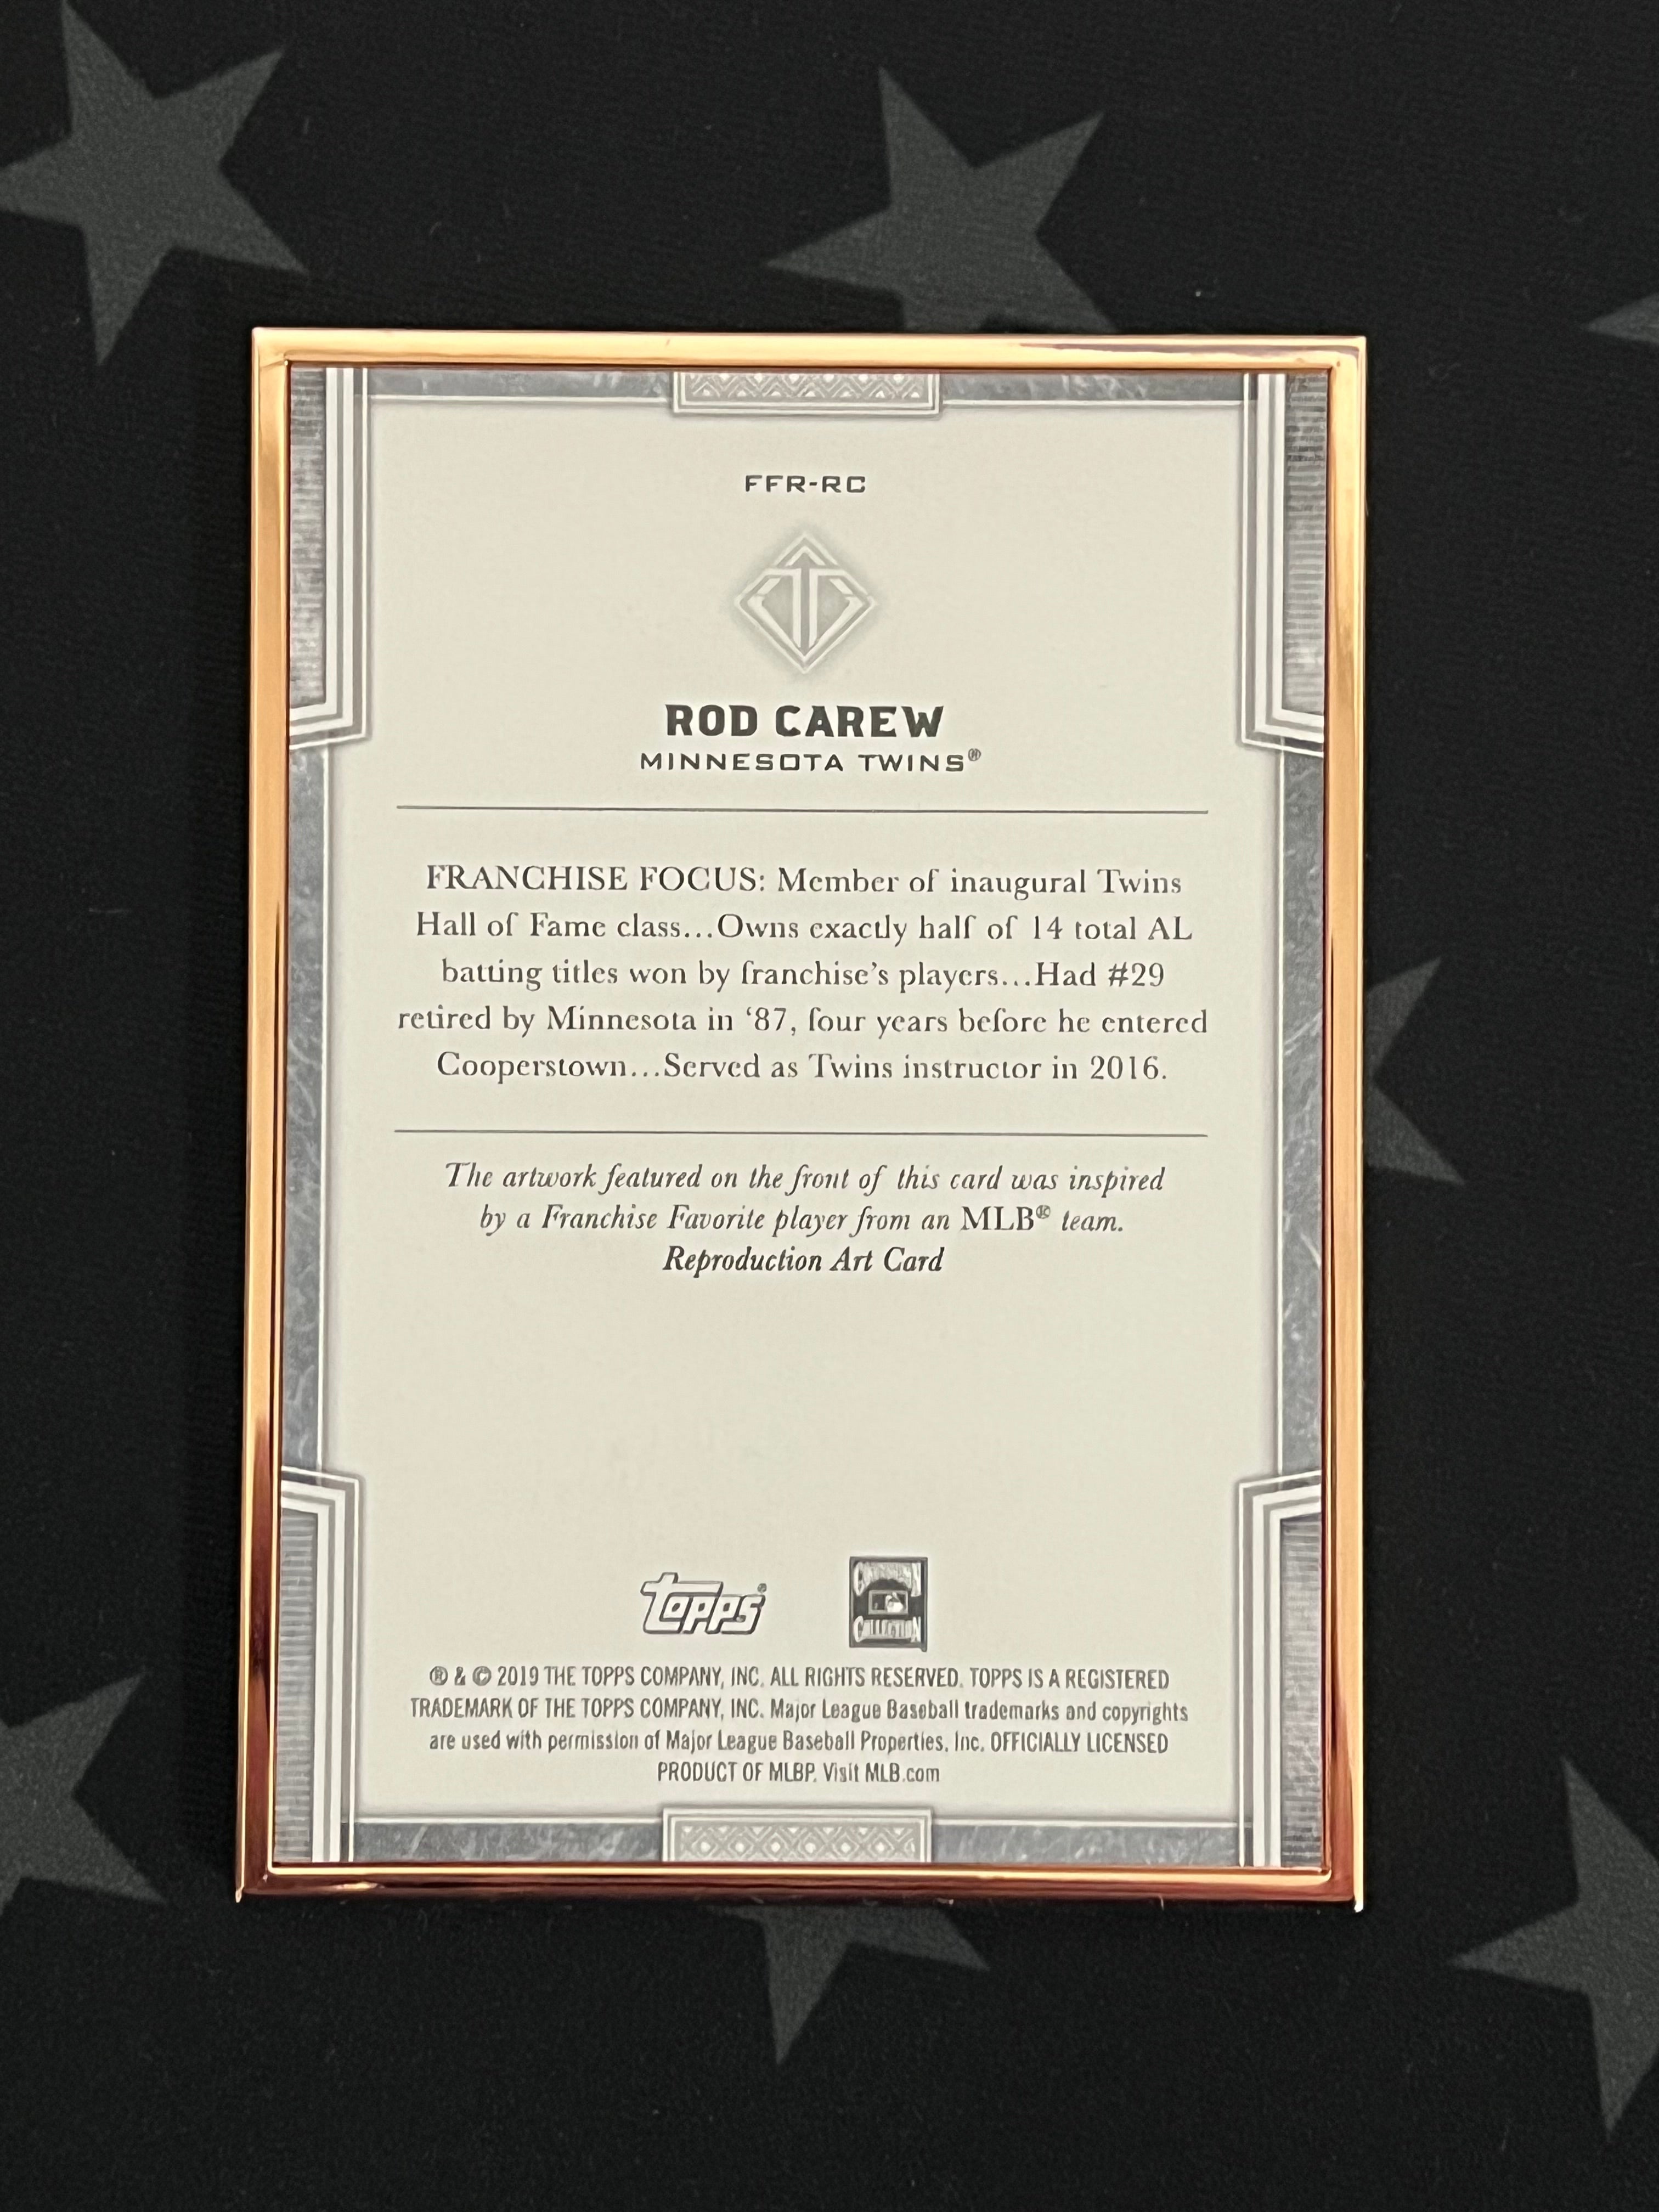 FFR-RC
ROD CAREW
MINNESOTA TWINS®
FRANCHISE FOCUS: Member of inaugural Twins
Hall of Fame class...Owns exactly half of 14 total AL
batting titles won by franchise's players...Had #29
retired by Minnesota in ‘87, four years before he entered
Cooperstown...Served as Twins instructor in 2016.
The artwork featured on the front of this card was inspired
by a Franchise Favorite player from an MLB® team.
Reproduction Art Card
Topps®
COOPERSTOWN
COLLECTION
® & © 2019 THE TOPPS COMPANY, INC. ALL RIGHTS RESERVED. TOPPS IS A REGISTERED
TRADEMARK OF THE TOPPS COMPANY, INC. Major League Baseball trademarks and copyrights
are used with permission of Major League Baseball Properties, Inc. OFFICIALLY LICENSED
PRODUCT OF MLBP. Visit MLB.com